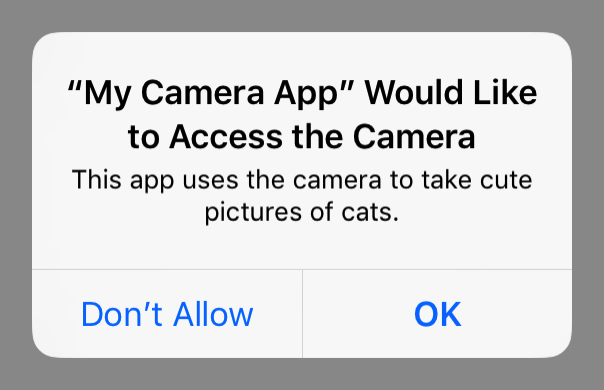 “My Camera App” Would Like
to Access the Camera
This app uses the camera to take cute
pictures of cats.
Don’t Allow
OK